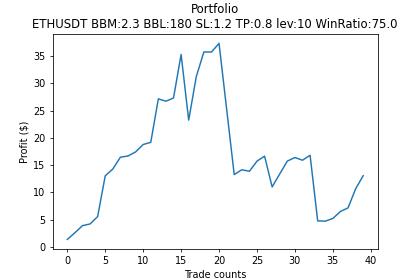 Portfolio
ETHUSDT BBM:2.3 BBL:180 SL:1.2 TP:0.8 lev:10 WinRatio:75.0
35
30
25
20
15
10
5
0
Profit ($)
0 5 10 15 20 25 30 35 40
Trade counts